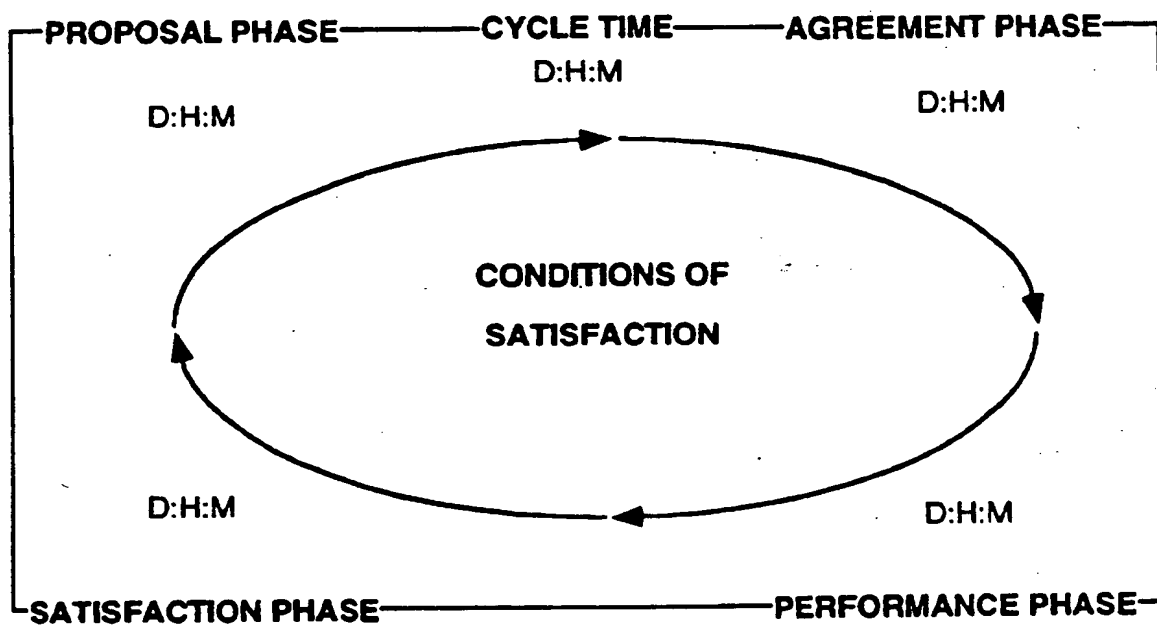 PROPOSAL PHASE CYCLE TIME AGREEMENT PHASE
D:H:M
D:H:M D:H:M
CONDITIONS OF
SATISFACTION
D:H:M D:H:M
SATISFACTION PHASE PERFORMANCE PHASE